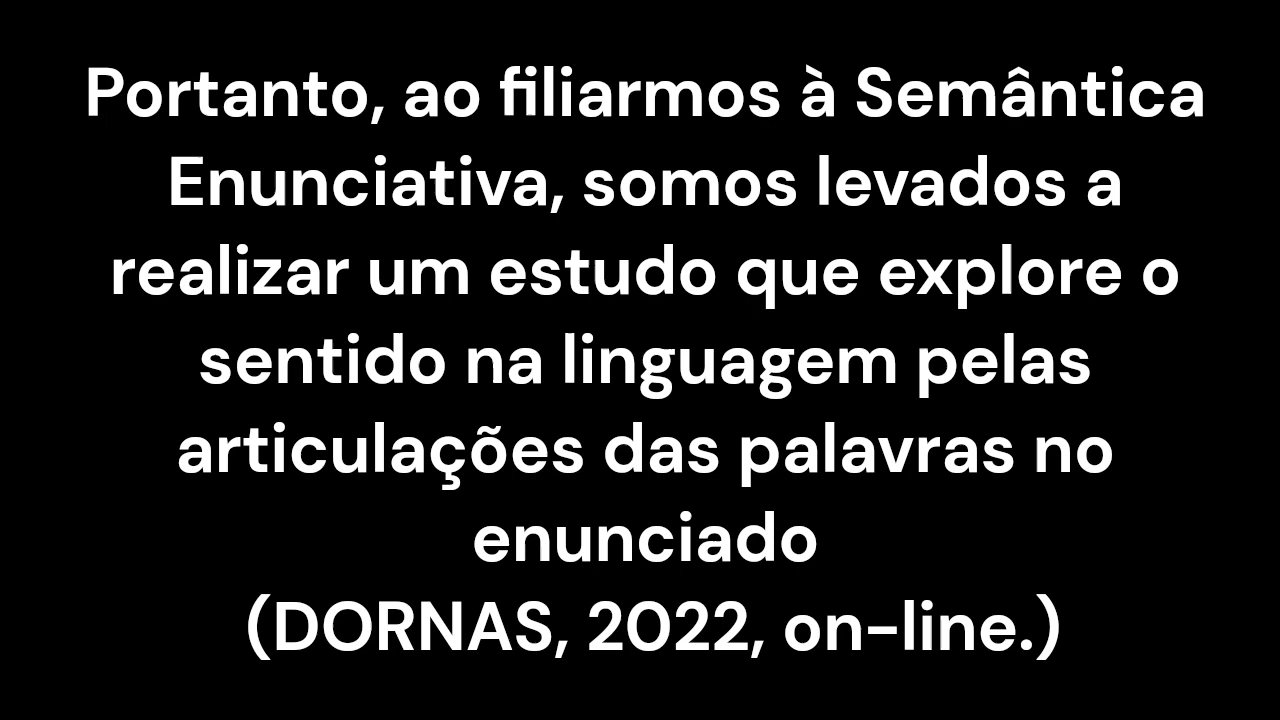 Portanto, ao filiarmos à Semântica
Enunciativa, somos levados a
realizar um estudo que explore o
sentido na linguagem pelas
articulações das palavras no
enunciado
(DORNAS, 2022, on-line.)